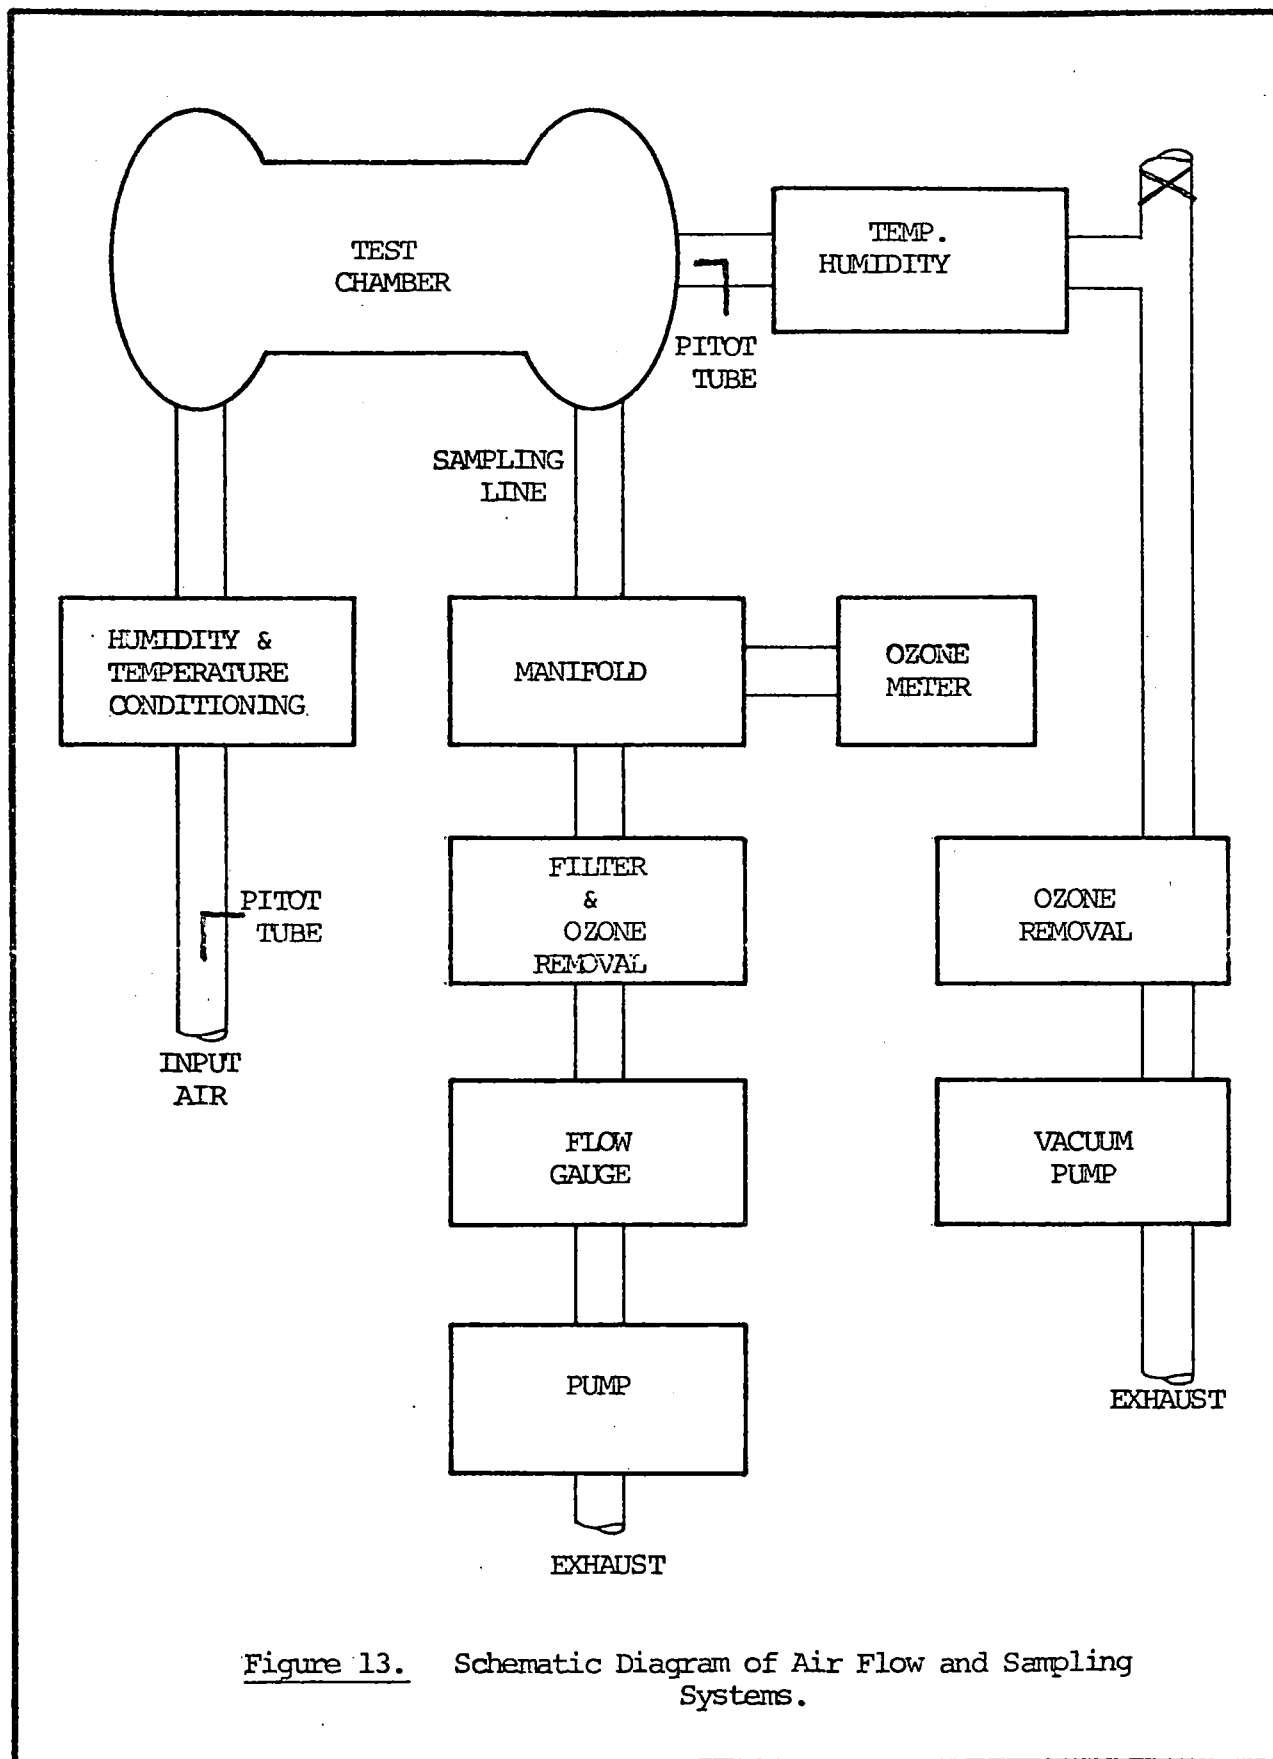 TEST
CHAMBER
TEMP.
HUMIDITY
PITOT
TUBE
SAMPLING
LINE
HUMIDITY &
TEMPERATURE
CONDITIONING
MANIFOLD
OZONE
METER
PITOT
TUBE
FILTER
&
OZONE
REMOVAL
OZONE
REMOVAL
INPUT
AIR
FLOW
GAUGE
VACUUM
PUMP
PUMP
EXHAUST
EXHAUST
Figure 13. Schematic Diagram of Air Flow and Sampling
Systems.